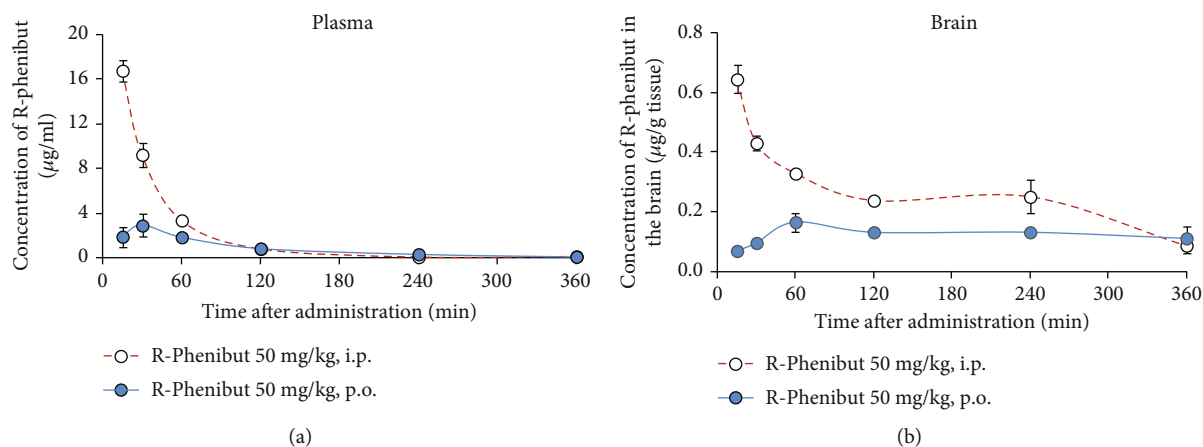 Plasma
Concentration of R-phenibut
(µg/ml)
20
16
12
8
4
0
0 60 120 180 240 300 360
Time after administration (min)
R-Phenibut 50 mg/kg, i.p.
R-Phenibut 50 mg/kg, p.o.
(a)
Brain
Concentration of R-phenibut in
the brain (µg/g tissue)
0.8
0.6
0.4
0.2
0.0
0 60 120 180 240 300 360
Time after administration (min)
R-Phenibut 50 mg/kg, i.p.
R-Phenibut 50 mg/kg, p.o.
(b)